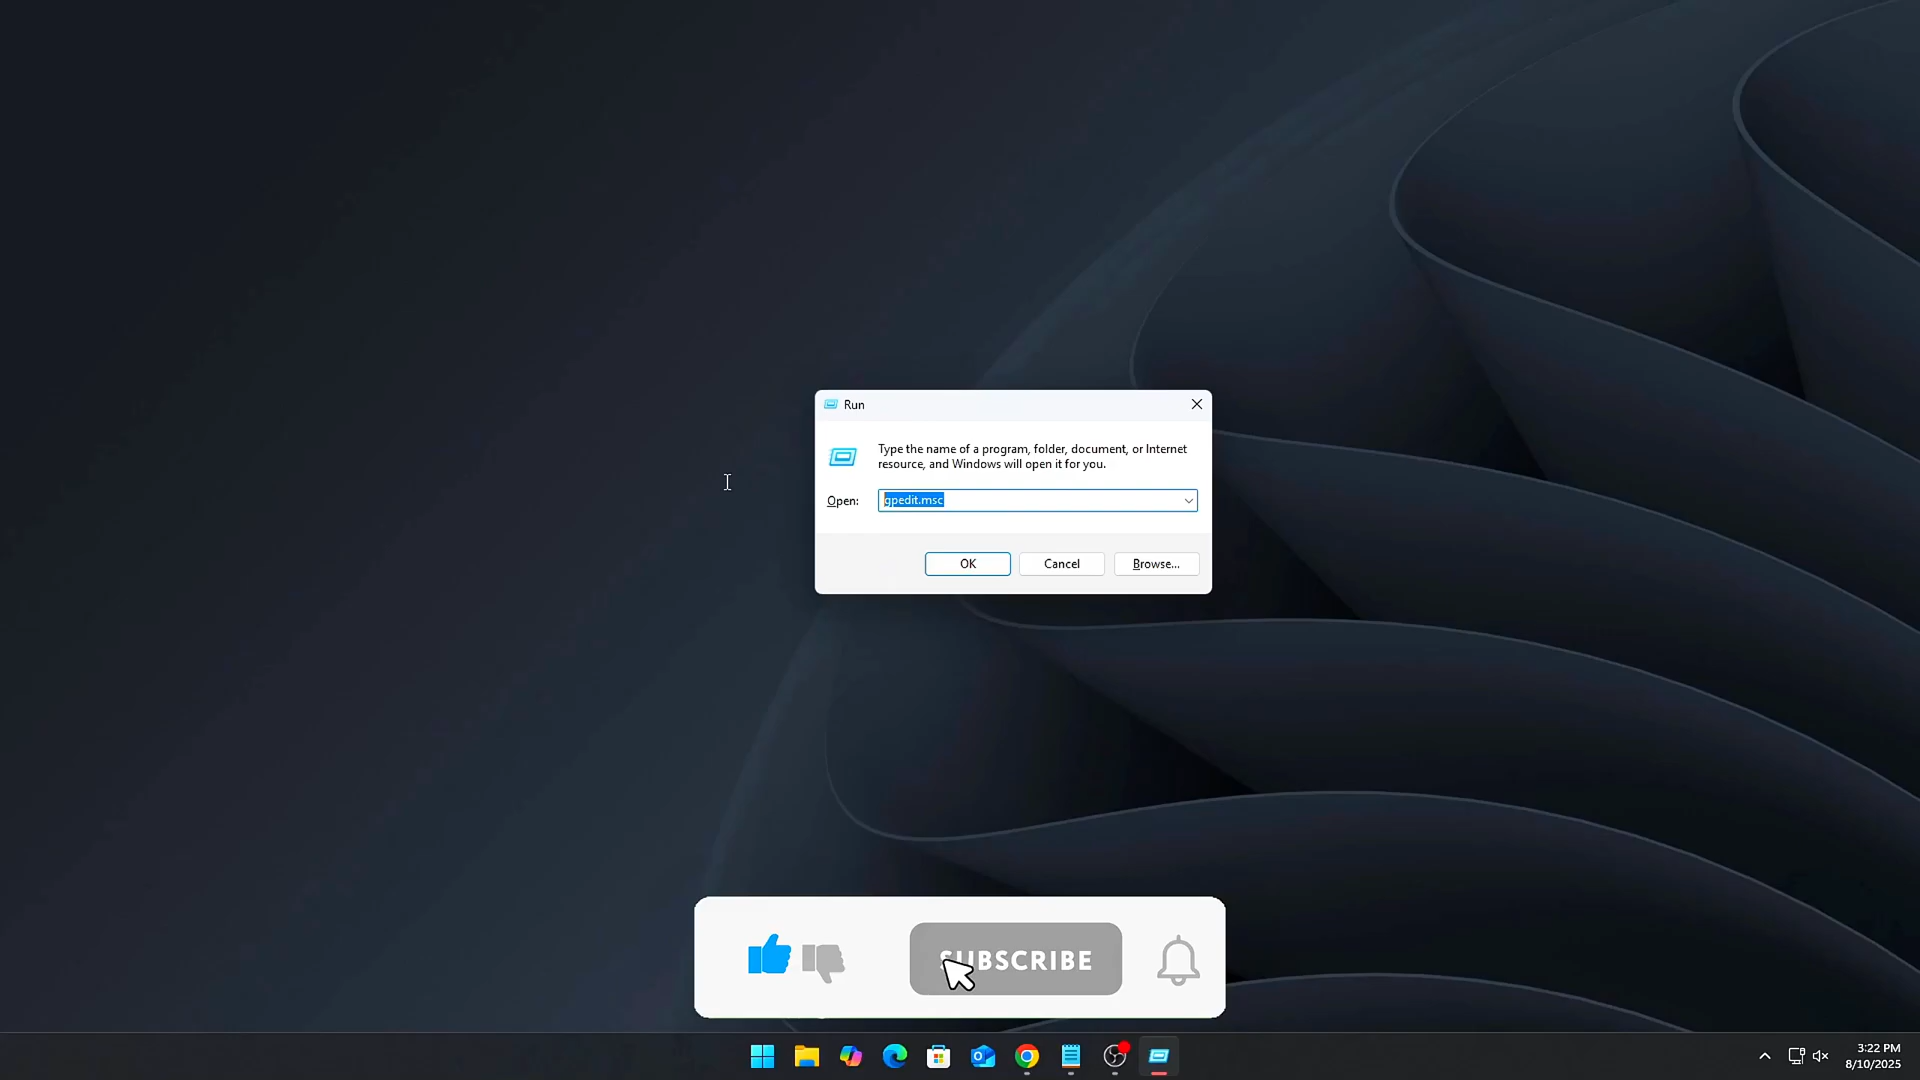 Run
Type the name of a program, folder, document, or Internet
resource, and Windows will open it for you.
Open:
gpedit.msc
OK
Cancel
Browse...
SUBSCRIBE
3:22 PM
8/10/2025